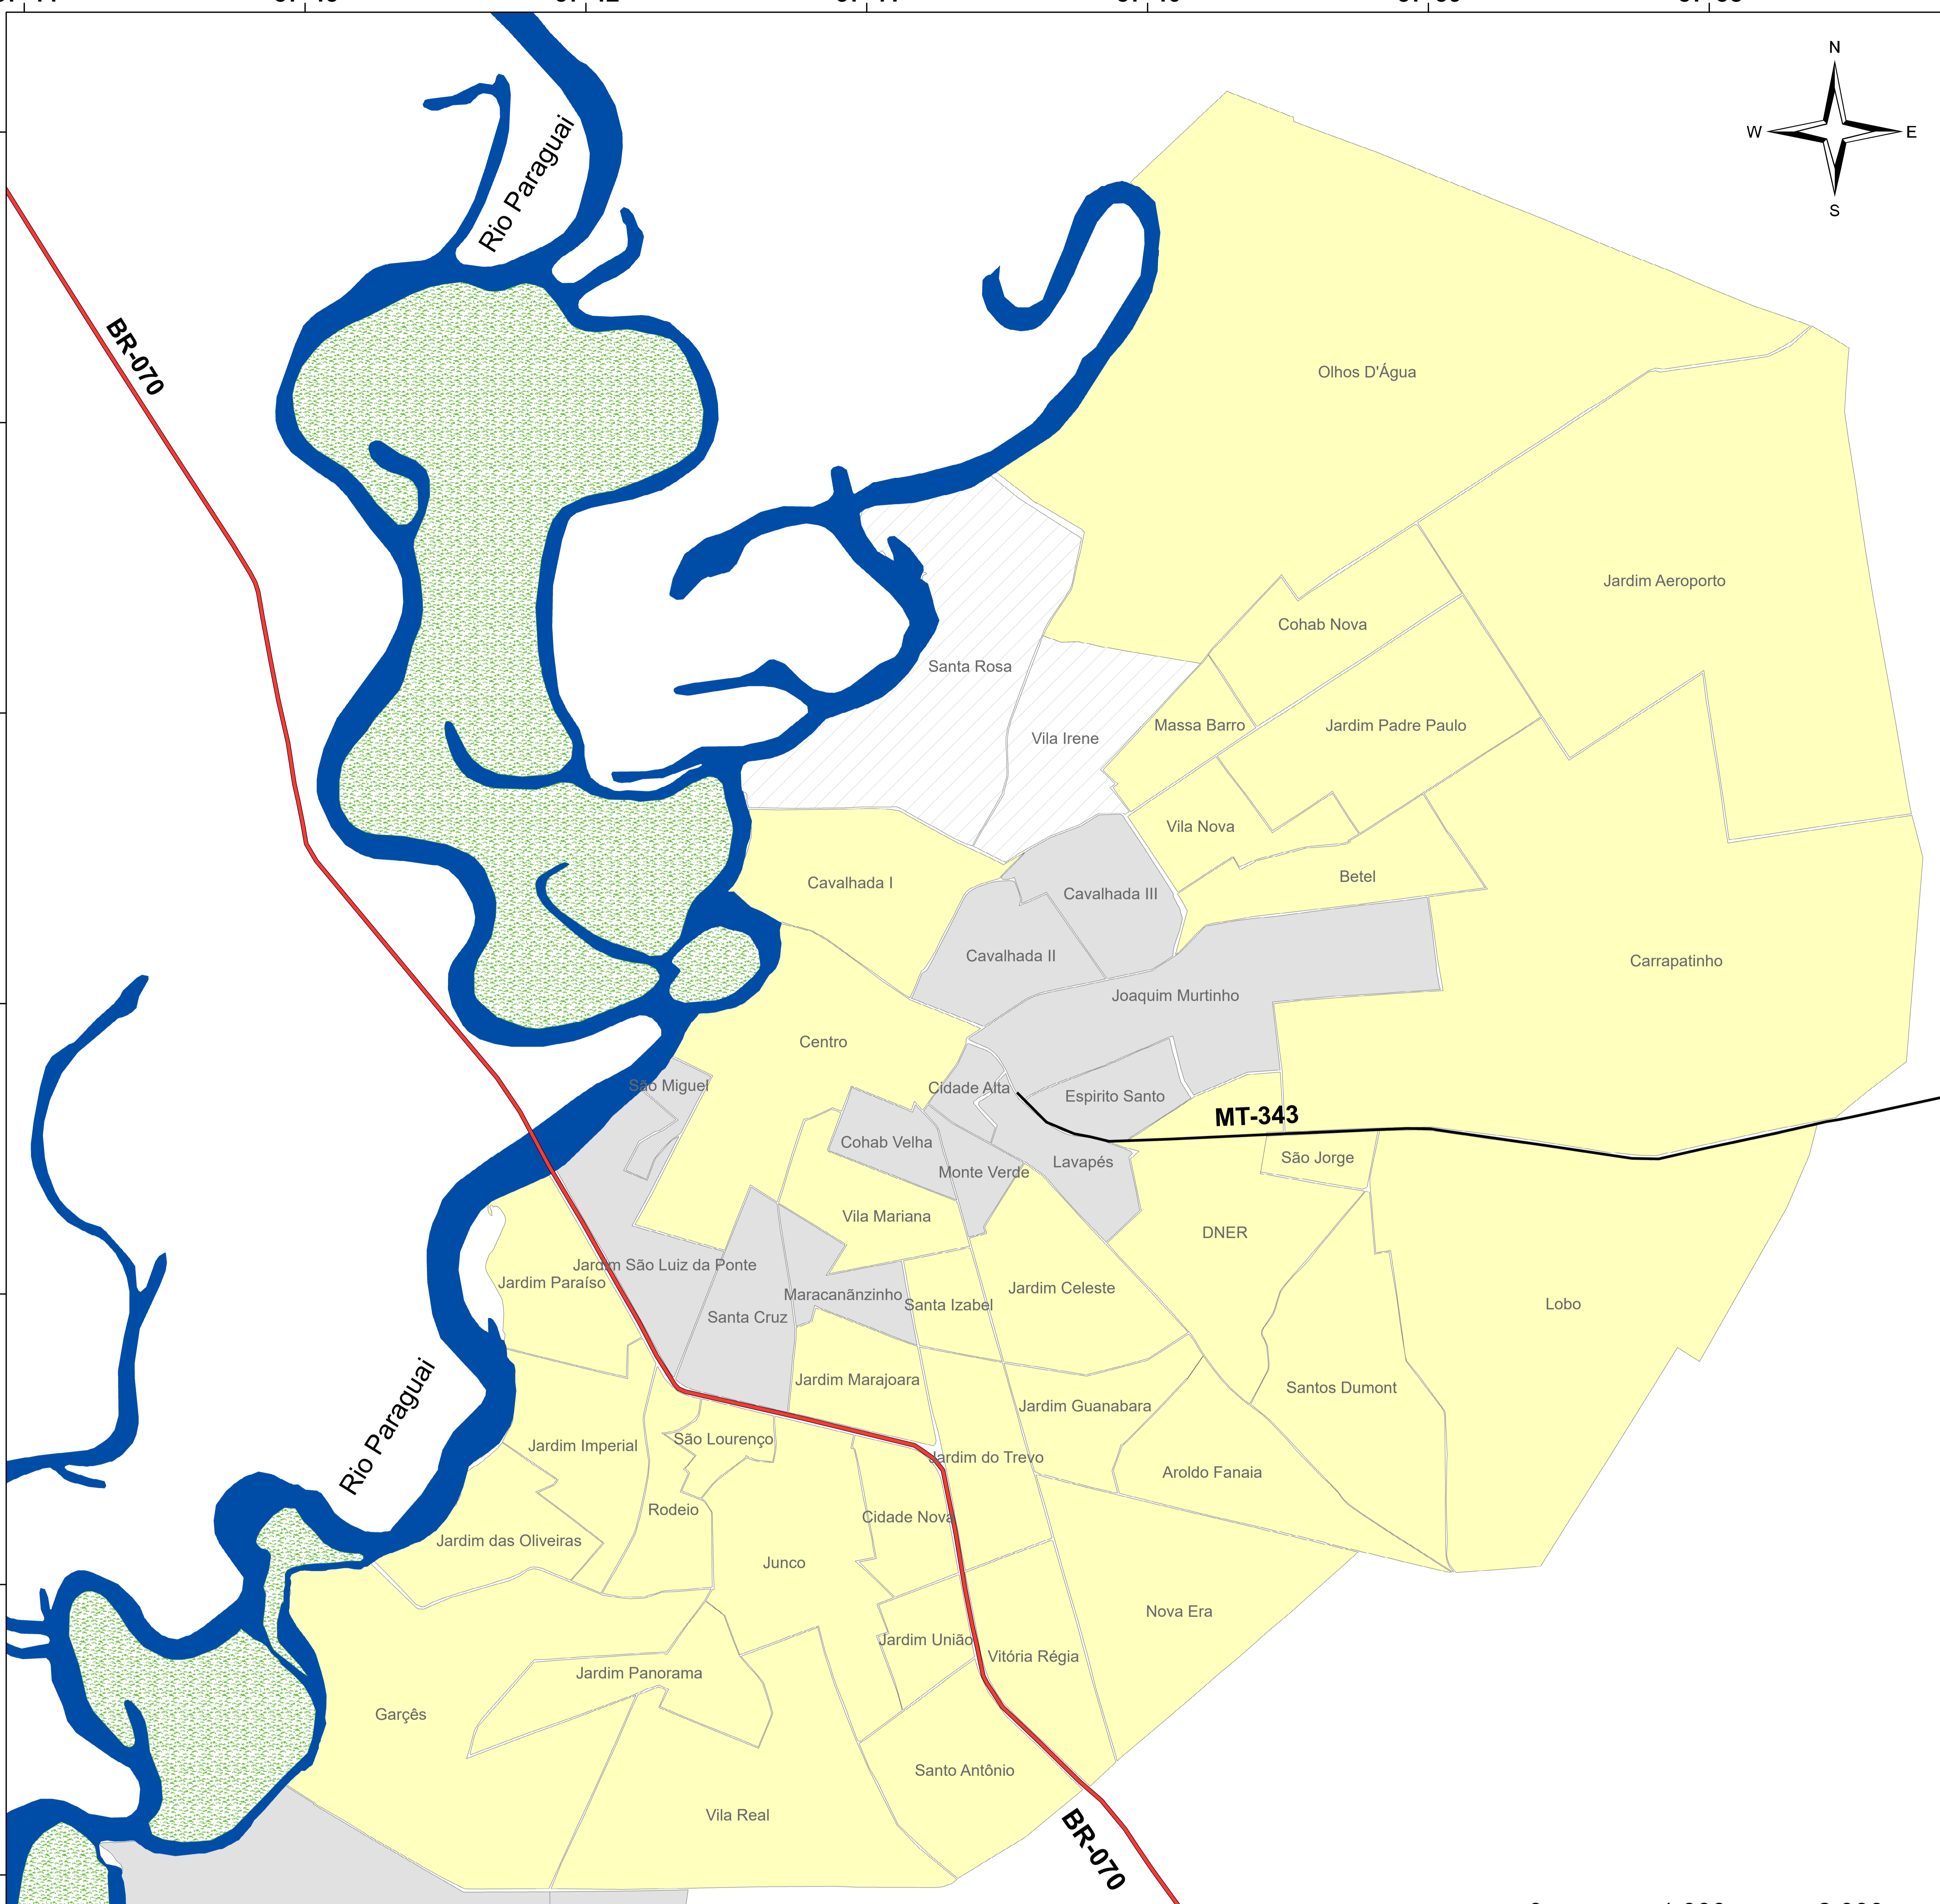 N
W
E
S
Rio Paraguai
BR-070
Olhos D'Água
Jardim Aeroporto
Cohab Nova
Santa Rosa
Massa Barro
Jardim Padre Paulo
Vila Irene
Vila Nova
Betel
Cavalhada I
Cavalhada III
Cavalhada II
Carrapatinho
Joaquim Murtinho
Centro
São Miguel
Cidade Alta
Espirito Santo
MT-343
Cohab Velha
Lavapés
São Jorge
Monte Verde
Vila Mariana
DNER
Jardim São Luiz da Ponte
Jardim Paraíso
Jardim Celeste
Maracanãnzinho
Santa Izabel
Lobo
Santa Cruz
Jardim Marajoara
Santos Dumont
Jardim Guanabara
Rio Paraguai
São Lourenço
Jardim Imperial
Jardim do Trevo
Aroldo Fanaia
Rodeio
Cidade Nova
Jardim das Oliveiras
Junco
Nova Era
Jardim União
Vitória Régia
Jardim Panorama
Garçês
Santo Antônio
Vila Real
BR-070